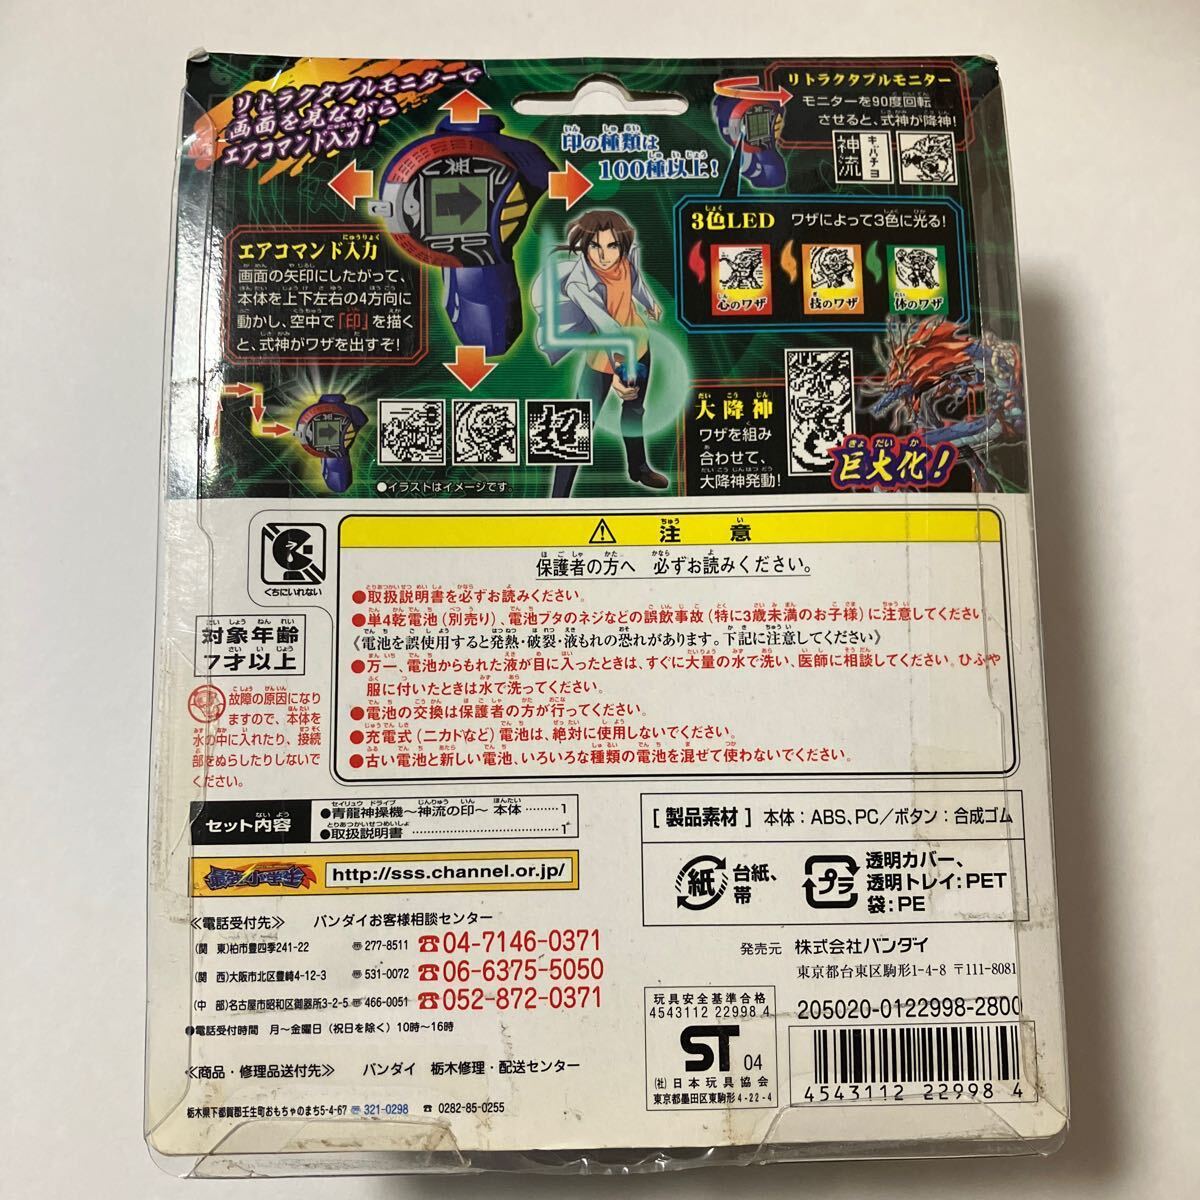 リトラクタブルモニターで
画面を見ながら
エアコマンド入力!
印の種類は
100種以上!
リトラクタブルモニター
モニターを90度回転
させると、式神が降神!
神流
キバチヨ
3色LED ワザによって3色に光る!
心のワザ
技のワザ
体のワザ
エアコマンド入力
画面の矢印にしたがって、
本体を上下左右の4方向に
動かし、空中で「印」を描く
と、式神がワザを出すぞ!
神
超
●イラストはイメージです。
大降神
ワザを組み
合わせて、
大降神発動!
巨大化!
くちにいれない
対象年齢
7才以上
故障の原因になり
ますので、本体を
水の中に入れたり、接続
部をぬらしたりしないで
ください。
⚠ 注意
保護者の方へ 必ずお読みください。
●取扱説明書を必ずお読みください。
●単4乾電池(別売り)、電池ブタのネジなどの誤飲事故(特に3歳未満のお子様)に注意してください
《電池を誤使用すると発熱・破裂・液もれの恐れがあります。下記に注意してください》
●万一、電池からもれた液が目に入ったときは、すぐに大量の水で洗い、医師に相談してください。ひふや
服に付いたときは水で洗ってください。
●電池の交換は保護者の方が行ってください。
●充電式(ニカドなど)電池は、絶対に使用しないでください。
●古い電池と新しい電池、いろいろな種類の電池を混ぜて使わないでください。
セット内容
●青龍神操機〜神流の印〜 本体………1
●取扱説明書………………………………1
最強小学生
http://sss.channel.or.jp/
≪電話受付先≫ バンダイお客様相談センター
(関 東)柏市豊四季241-22 〠277-8511 ☎04-7146-0371
(関 西)大阪市北区豊崎4-12-3 〠531-0072 ☎06-6375-5050
(中 部)名古屋市昭和区御器所3-2-5 〠466-0051 ☎052-872-0371
●電話受付時間 月〜金曜日(祝日を除く)10時〜16時
≪商品・修理品送付先≫ バンダイ 栃木修理・配送センター
栃木県下都賀郡壬生町おもちゃのまち5-4-67 〠321-0298 ☎ 0282-85-0255
[製品素材] 本体:ABS、PC/ボタン:合成ゴム
紙 台紙、
帯
プラ 透明カバー、
透明トレイ:PET
袋:PE
発売元 株式会社バンダイ
東京都台東区駒形1-4-8 〒111-8081
玩具安全基準合格
4543112 22998 4
ST 04
(社)日本玩具協会
東京都墨田区東駒形4-22-4
205020-0122998-2800
4543112 22998 4